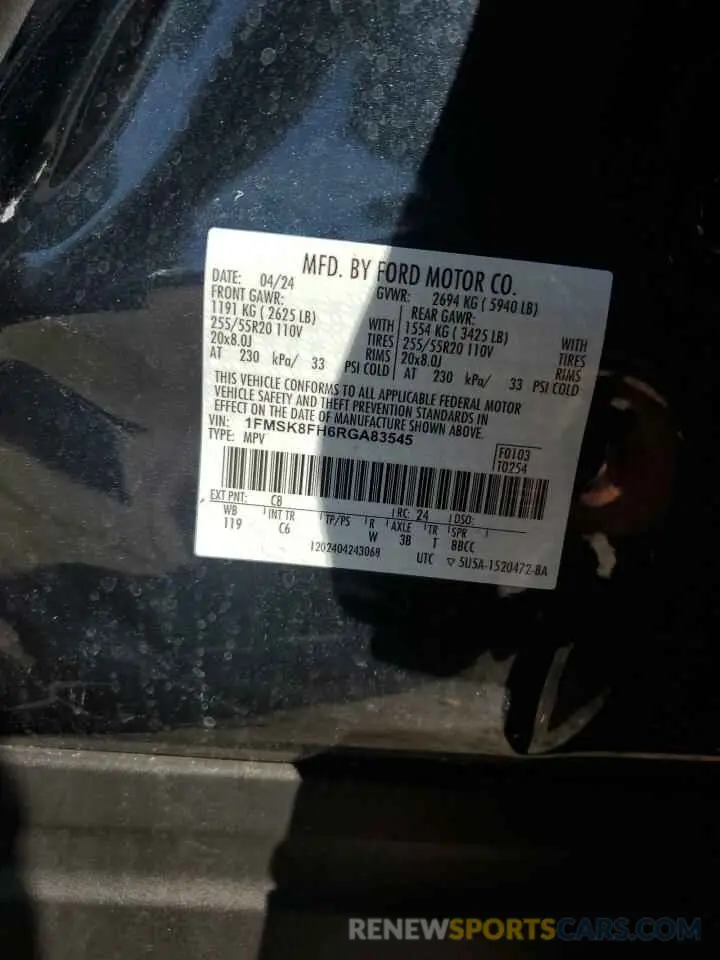 MFD. BY FORD MOTOR CO.
DATE: 04/24 GVWR: 2694 KG ( 5940 LB)
FRONT GAWR: REAR GAWR:
1191 KG ( 2625 LB) WITH 1554 KG ( 3425 LB) WITH
255/55R20 110V TIRES 255/55R20 110V TIRES
20x8.0J RIMS 20x8.0J RIMS
AT 230 kPa/ 33 PSI COLD AT 230 kPa/ 33 PSI COLD
THIS VEHICLE CONFORMS TO ALL APPLICABLE FEDERAL MOTOR
VEHICLE SAFETY AND THEFT PREVENTION STANDARDS IN
EFFECT ON THE DATE OF MANUFACTURE SHOWN ABOVE.
VIN: 1FMSK8FH6RGA83545
TYPE: MPV
F0103
T0254
EXT PNT: C8 RC: 24 DSO:
WB INT TR TP/PS R AXLE TR SPR
119 C6 W 3B T BBCC
1202404243068 UTC ▽ 5U5A-1520472-BA
RENEWSPORTSCARS.COM